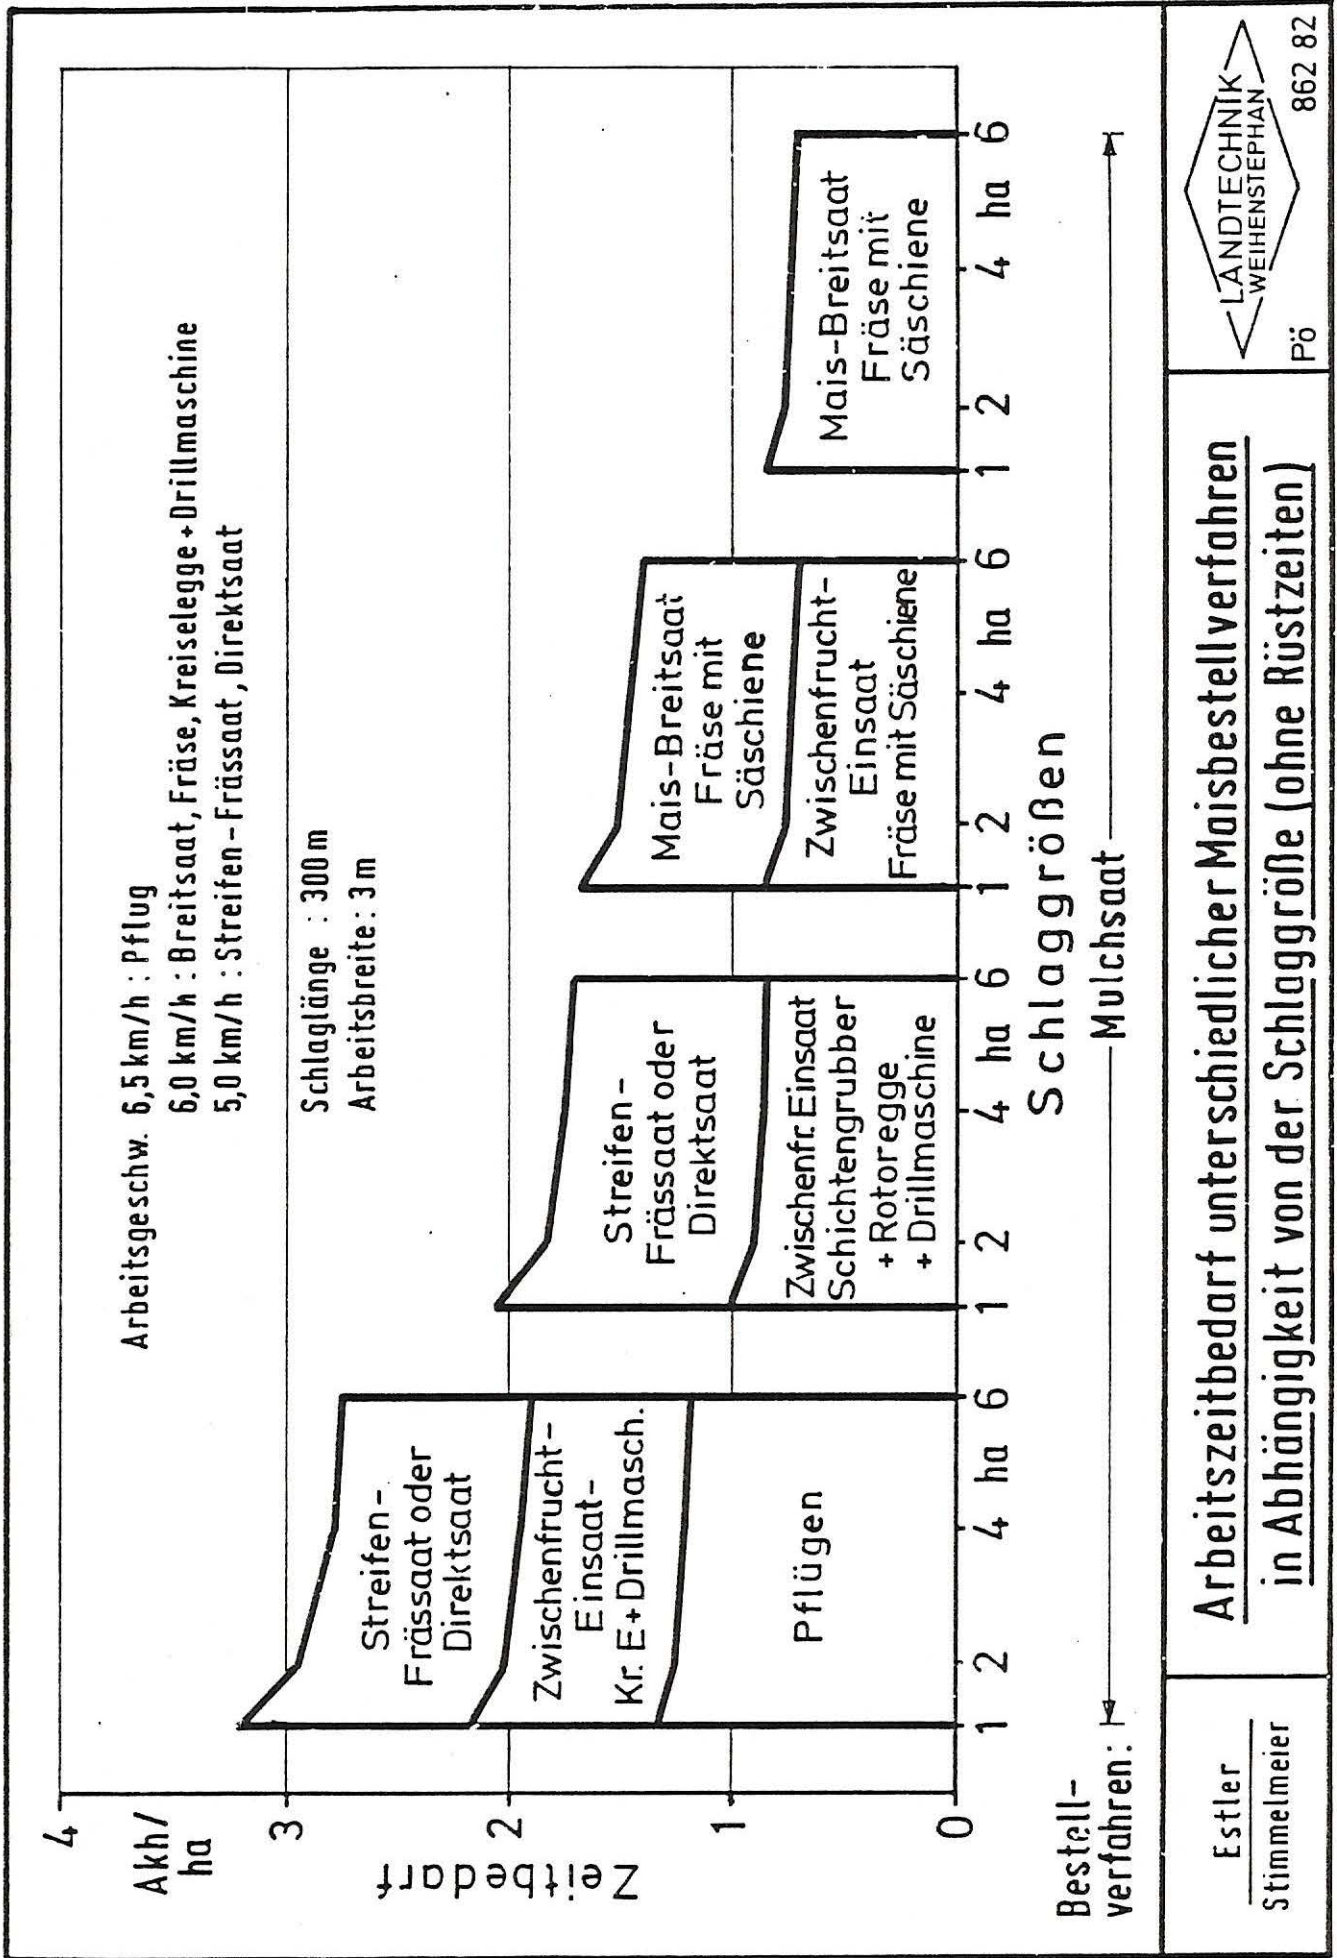 4
Akh/
ha
3
2
1
0
Zeitbedarf
Arbeitsgeschw. 6,5 km/h : Pflug
6,0 km/h : Breitsaat, Fräse, Kreiselegge + Drillmaschine
5,0 km/h : Streifen-Frässaat, Direktsaat
Schlaglänge : 300m
Arbeitsbreite: 3m
Streifen-
Frässaat oder
Direktsaat
Zwischenfrucht-
Einsaat-
Kr. E+Drillmasch.
Pflügen
Streifen-
Frässaat oder
Direktsaat
Zwischenfr. Einsaat
Schichtengrubber
+ Rotoregge
+ Drillmaschine
Mais-Breitsaat
Fräse mit
Säschiene
Zwischenfrucht-
Einsaat
Fräse mit Säschiene
Mais-Breitsaat
Fräse mit
Säschiene
1 2 4 ha 6 1 2 4 ha 6 1 2 4 ha 6 1 2 4 ha 6
Schlaggrößen
Bestell-
verfahren:
Mulchsaat
Estler
Stimmelmeier
Arbeitszeitbedarf unterschiedlicher Maisbestellverfahren
in Abhängigkeit von der Schlaggröße (ohne Rüstzeiten)
LANDTECHNIK
WEIHENSTEPHAN
Pö 862 82